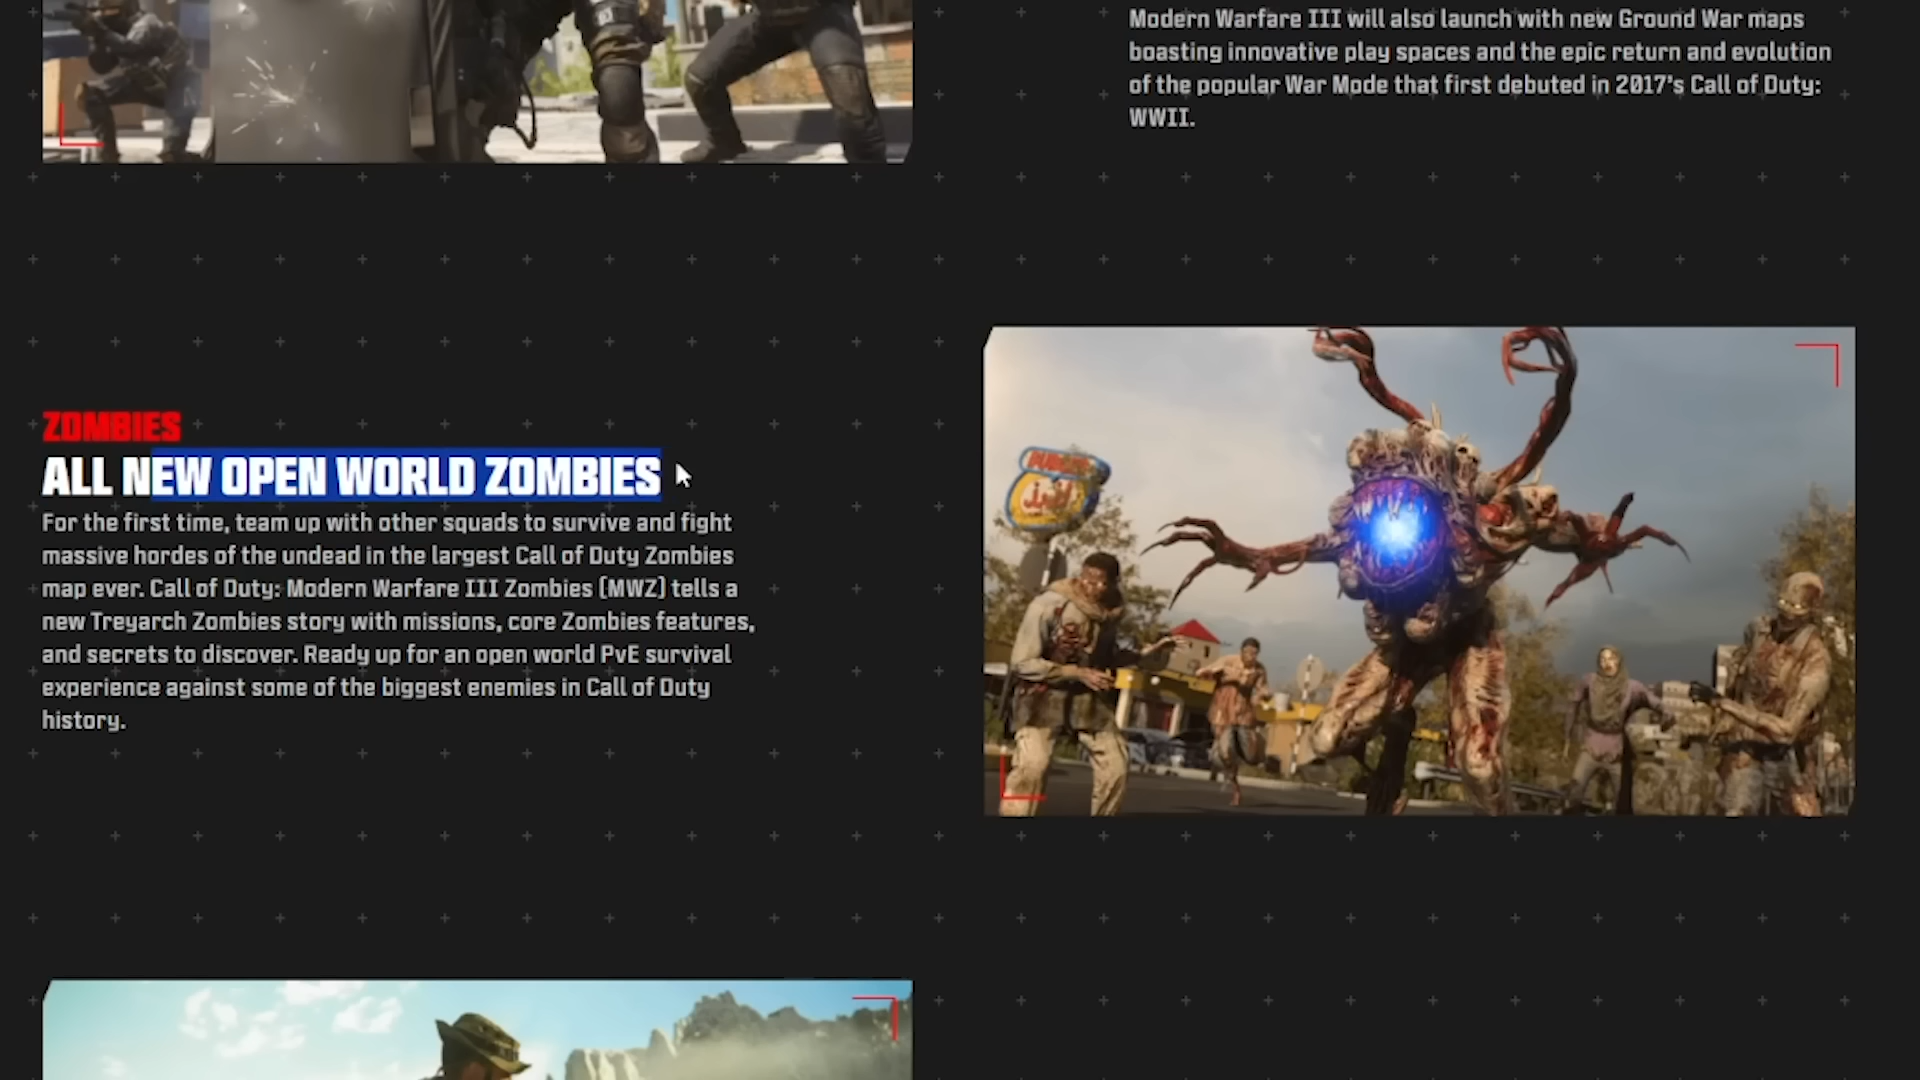 Modern Warfare III will also launch with new Ground War maps
boasting innovative play spaces and the epic return and evolution
of the popular War Mode that first debuted in 2017's Call of Duty:
WWII.
ZOMBIES
ALL NEW OPEN WORLD ZOMBIES
For the first time, team up with other squads to survive and fight
massive hordes of the undead in the largest Call of Duty Zombies
map ever. Call of Duty: Modern Warfare III Zombies (MWZ) tells a
new Treyarch Zombies story with missions, core Zombies features,
and secrets to discover. Ready up for an open world PvE survival
experience against some of the biggest enemies in Call of Duty
history.